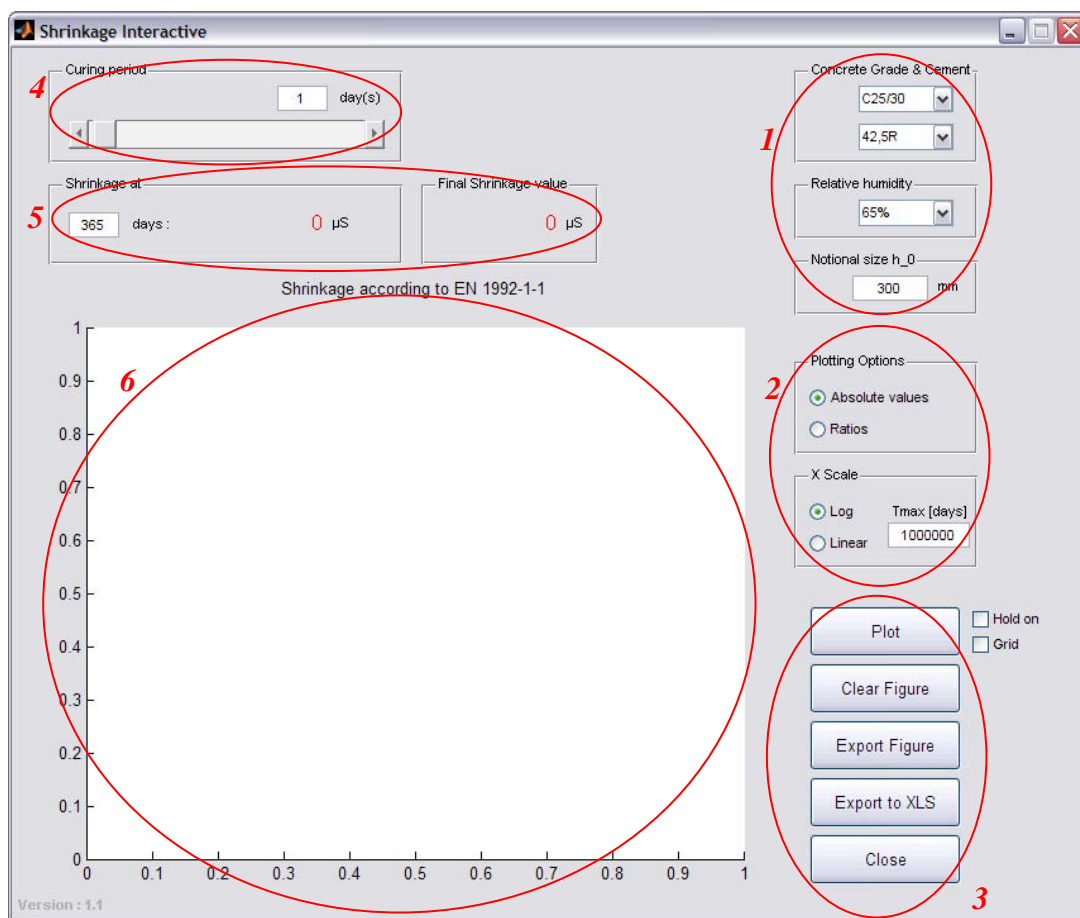 Shrinkage Interactive
Curing period
4
1 day(s)
Shrinkage at
5
365 days : 0 µS
Final Shrinkage value
0 µS
Concrete Grade & Cement
C25/30
1
42,5R
Relative humidity
65%
Notional size h_0
300 mm
Shrinkage according to EN 1992-1-1
1
0.9
0.8
0.7
0.6
0.5
0.4
0.3
0.2
0.1
0
6
0 0.1 0.2 0.3 0.4 0.5 0.6 0.7 0.8 0.9 1
Plotting Options
2
Absolute values
Ratios
X Scale
Log Tmax [days]
Linear 1000000
Plot
Hold on
Grid
Clear Figure
Export Figure
Export to XLS
Close
3
Version : 1.1